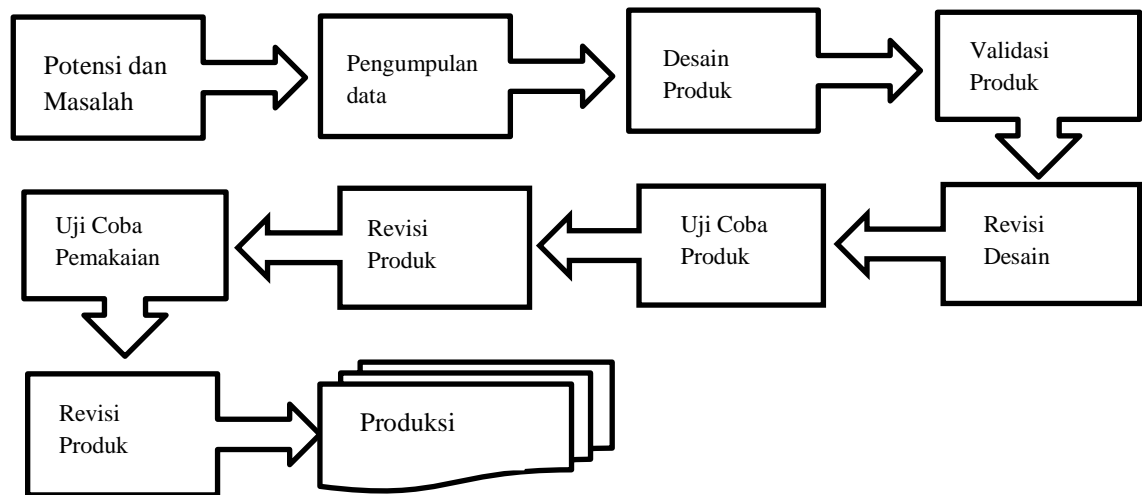 Potensi dan
Masalah
Pengumpulan
data
Desain
Produk
Validasi
Produk
Revisi
Desain
Uji Coba
Produk
Revisi
Produk
Uji Coba
Pemakaian
Revisi
Produk
Produksi